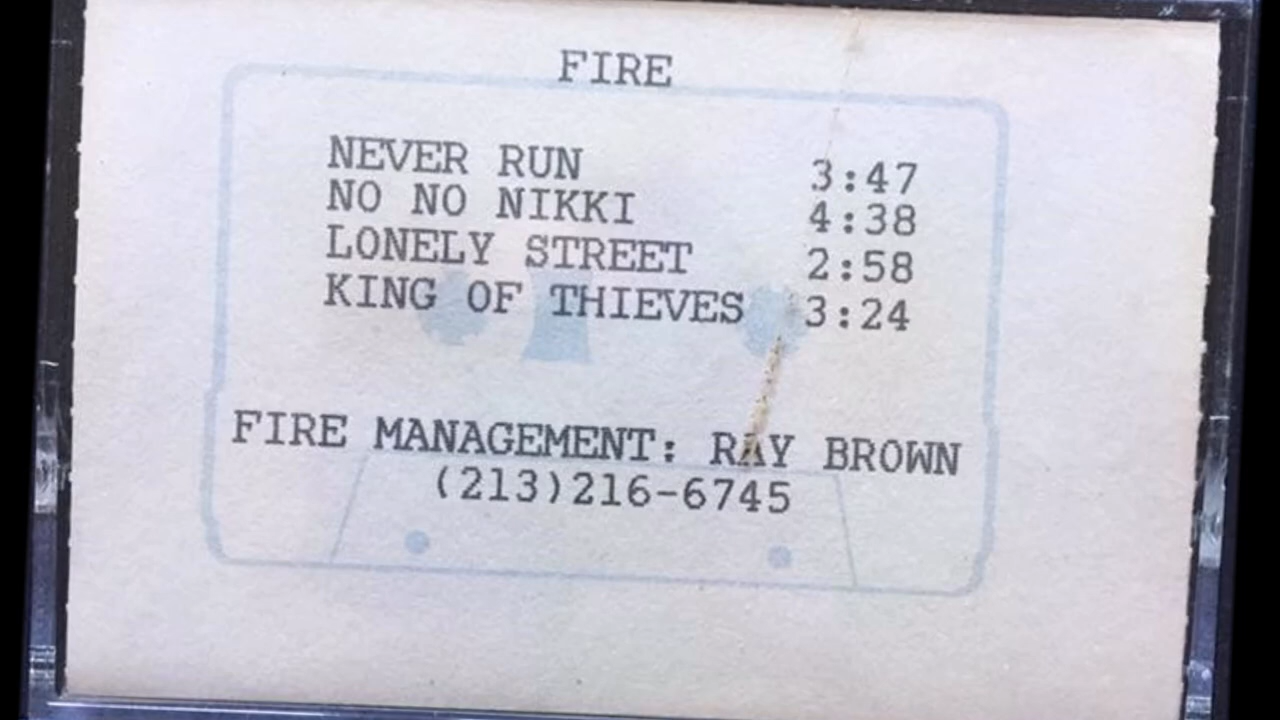 FIRE
NEVER RUN 3:47
NO NO NIKKI 4:38
LONELY STREET 2:58
KING OF THIEVES 3:24
FIRE MANAGEMENT: RAY BROWN
(213)216-6745